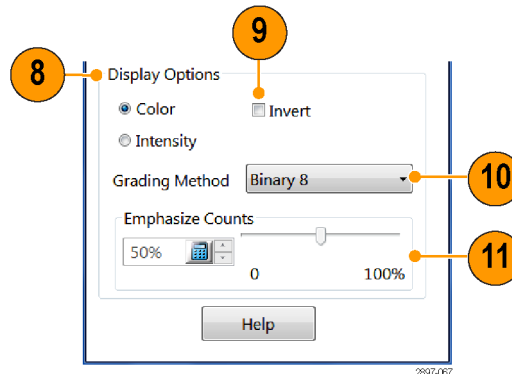 9
8
Display Options
Color
Invert
Intensity
Grading Method
Binary 8
10
Emphasize Counts
50%
0
100%
11
Help
2897-067